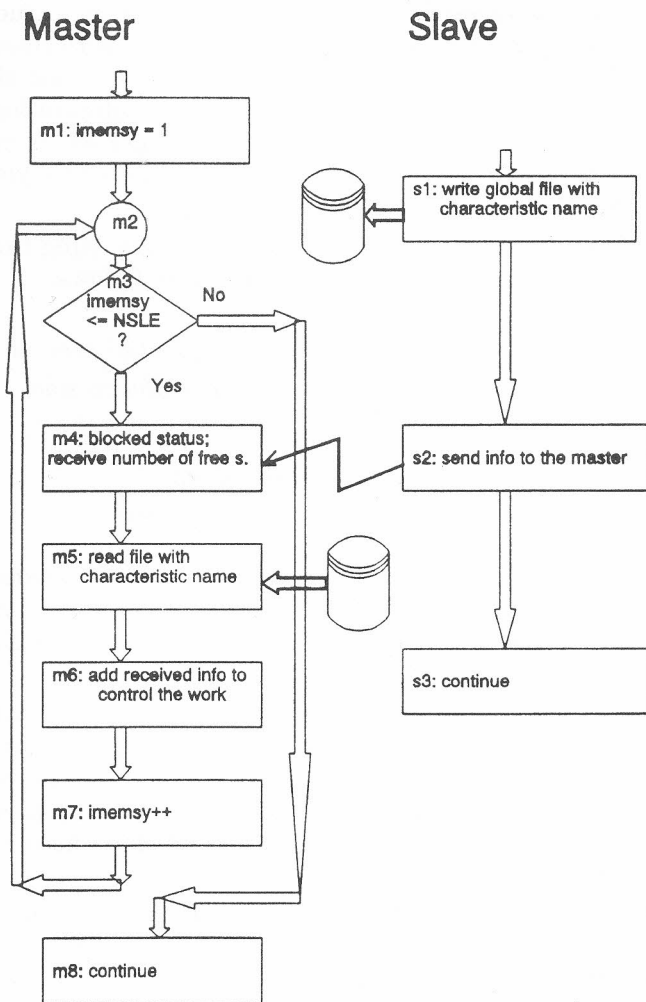 Master
Slave
m1: imemsy = 1
m2
m3
imemsy
<= NSLE
?
No
Yes
m4: blocked status;
receive number of free s.
m5: read file with
characteristic name
m6: add received info to
control the work
m7: imemsy++
m8: continue
s1: write global file with
characteristic name
s2: send info to the master
s3: continue